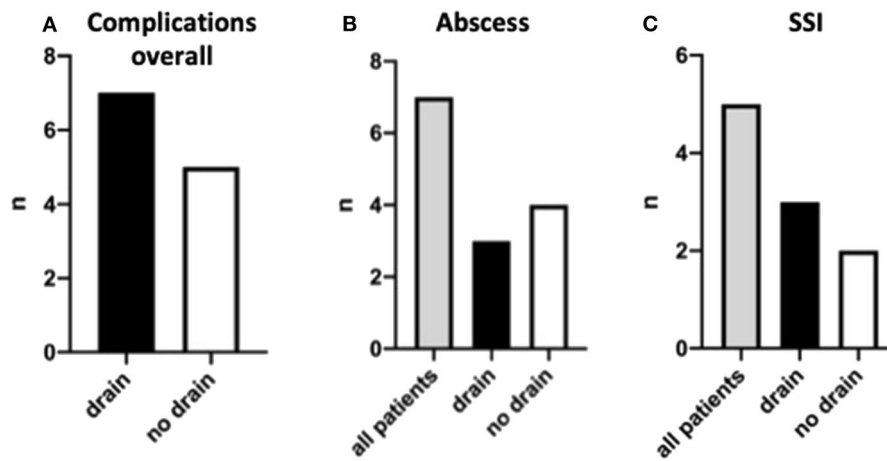 A
Complications
overall
n
8
6
4
2
0
drain
no drain
B
Abscess
n
8
6
4
2
0
all patients
drain
no drain
C
SSI
n
6
4
2
0
all patients
drain
no drain